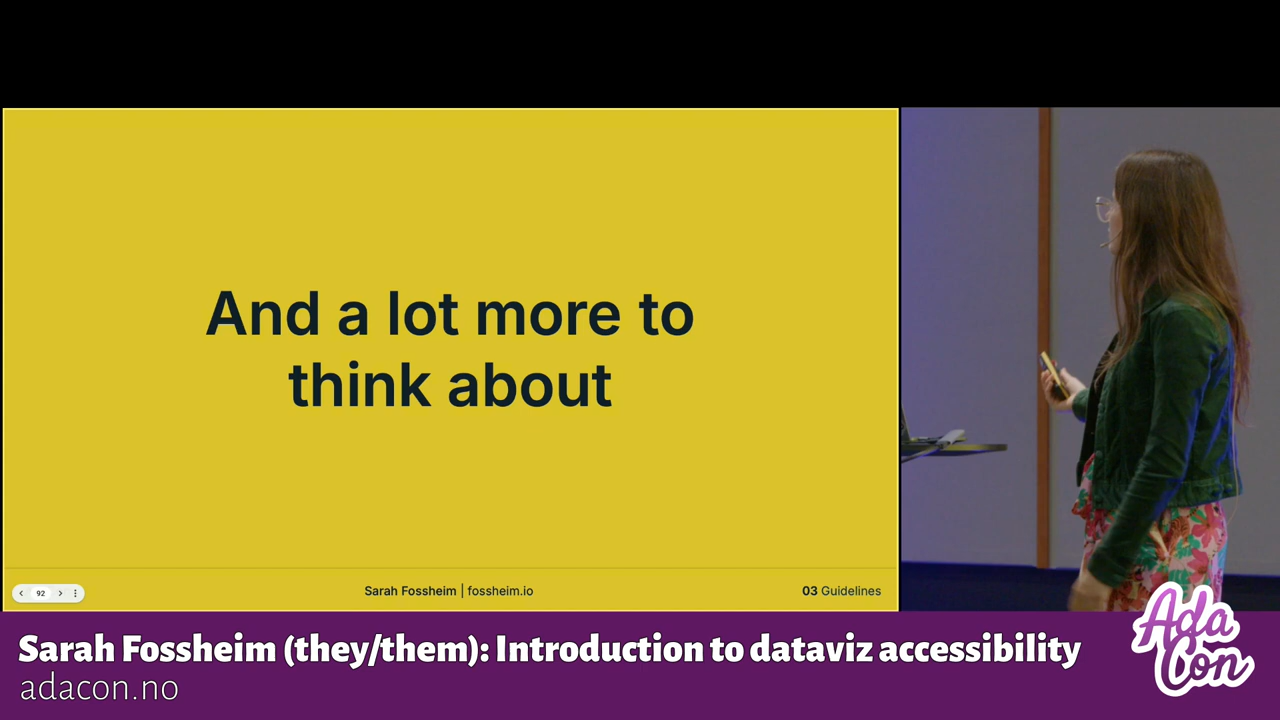 And a lot more to
think about
92
Sarah Fossheim | fossheim.io
03 Guidelines
Sarah Fossheim (they/them): Introduction to dataviz accessibility
adacon.no
Ada
Con